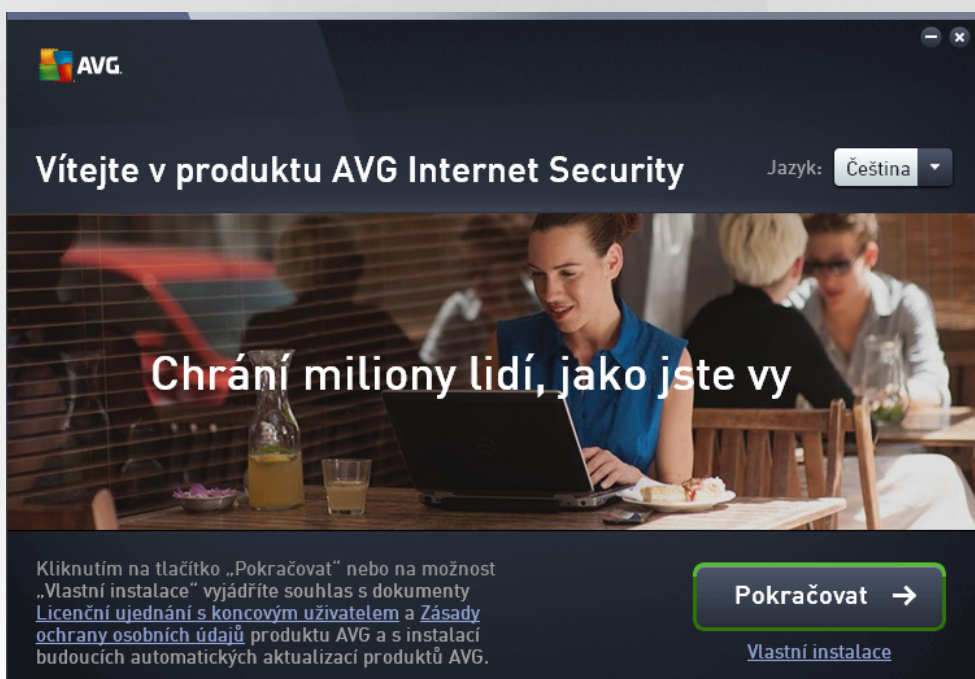 AVG.
Vítejte v produktu AVG Internet Security
Jazyk: Čeština
Chrání miliony lidí, jako jste vy
Kliknutím na tlačítko „Pokračovat“ nebo na možnost
„Vlastní instalace“ vyjádříte souhlas s dokumenty
Licenční ujednání s koncovým uživatelem a Zásady
ochrany osobních údajů produktu AVG a s instalací
budoucích automatických aktualizací produktů AVG.
Pokračovat →
Vlastní instalace